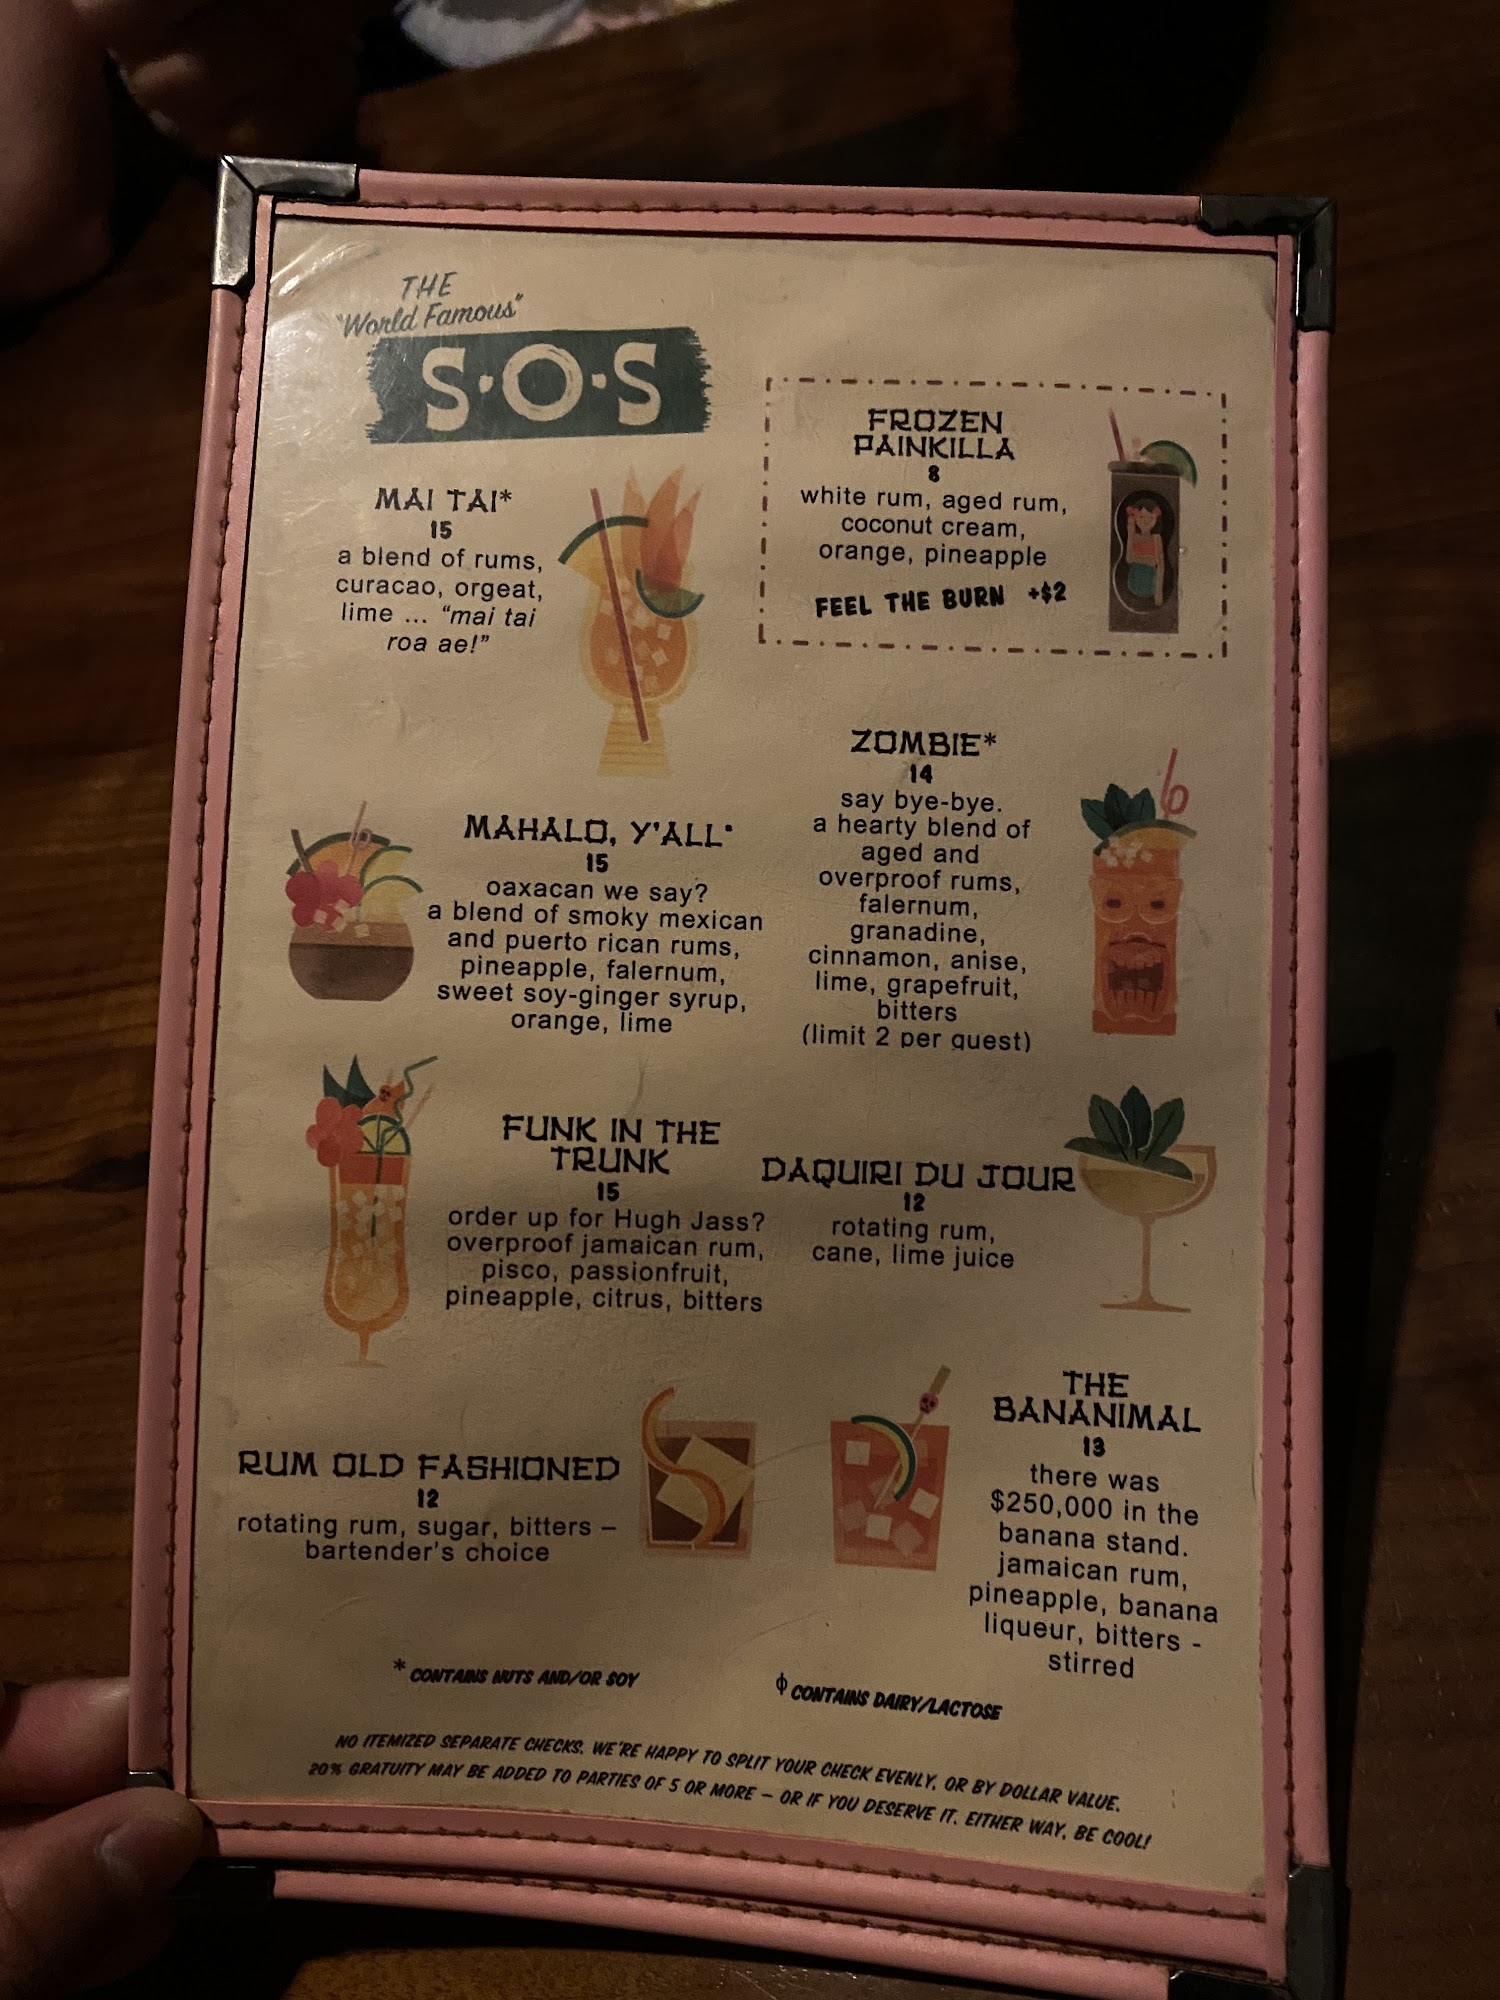 THE
"World Famous"
S·O·S
MAI TAI*
15
a blend of rums,
curacao, orgeat,
lime ... "mai tai
roa ae!"
FROZEN
PAINKILLA
8
white rum, aged rum,
coconut cream,
orange, pineapple
FEEL THE BURN +$2
MAHALO, Y'ALL*
15
oaxacan we say?
a blend of smoky mexican
and puerto rican rums,
pineapple, falernum,
sweet soy-ginger syrup,
orange, lime
ZOMBIE*
14
say bye-bye.
a hearty blend of
aged and
overproof rums,
falernum,
granadine,
cinnamon, anise,
lime, grapefruit,
bitters
(limit 2 per guest)
FUNK IN THE
TRUNK
15
order up for Hugh Jass?
overproof jamaican rum,
pisco, passionfruit,
pineapple, citrus, bitters
DAQUIRI DU JOUR
12
rotating rum,
cane, lime juice
RUM OLD FASHIONED
12
rotating rum, sugar, bitters –
bartender's choice
THE
BANANIMAL
13
there was
$250,000 in the
banana stand.
jamaican rum,
pineapple, banana
liqueur, bitters -
stirred
* CONTAINS NUTS AND/OR SOY
ϕ CONTAINS DAIRY/LACTOSE
NO ITEMIZED SEPARATE CHECKS. WE'RE HAPPY TO SPLIT YOUR CHECK EVENLY, OR BY DOLLAR VALUE.
20% GRATUITY MAY BE ADDED TO PARTIES OF 5 OR MORE – OR IF YOU DESERVE IT. EITHER WAY, BE COOL!